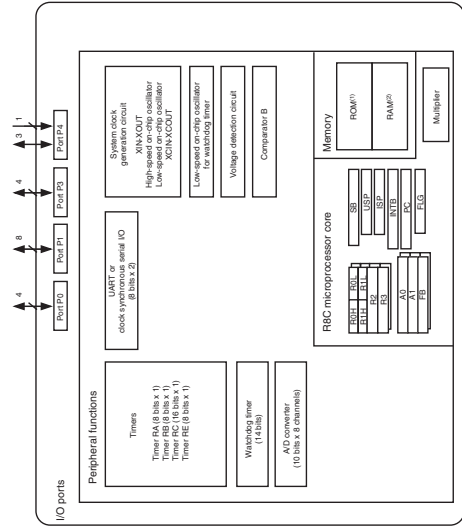 I/O ports
4
8
4
3
1
Port P0
Port P1
Port P3
Port P4
Peripheral functions
Timers
Timer RA (8 bits x 1)
Timer RB (8 bits x 1)
Timer RC (16 bits x 1)
Timer RE (8 bits x 1)
UART or
clock synchronous serial I/O
(8 bits x 2)
System clock
generation circuit
XIN-XOUT
High-speed on-chip oscillator
Low-speed on-chip oscillator
XCIN-XCOUT
Watchdog timer
(14 bits)
Low-speed on-chip oscillator
for watchdog timer
A/D converter
(10 bits x 8 channels)
Voltage detection circuit
Comparator B
R8C microprocessor core
R0H
R0L
R1H
R1L
R2
R3
A0
A1
FB
SB
USP
ISP
INTB
PC
FLG
Memory
ROM(1)
RAM(2)
Multiplier